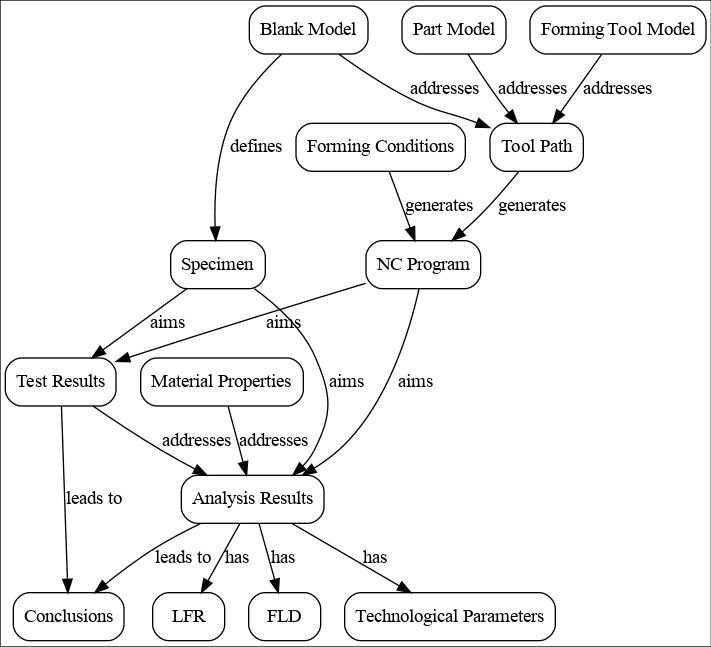 Blank Model
Part Model
Forming Tool Model
addresses
addresses
addresses
defines
Forming Conditions
Tool Path
generates
generates
Specimen
NC Program
aims
aims
aims
aims
Test Results
Material Properties
addresses
addresses
Analysis Results
leads to
leads to
has
has
has
Conclusions
LFR
FLD
Technological Parameters